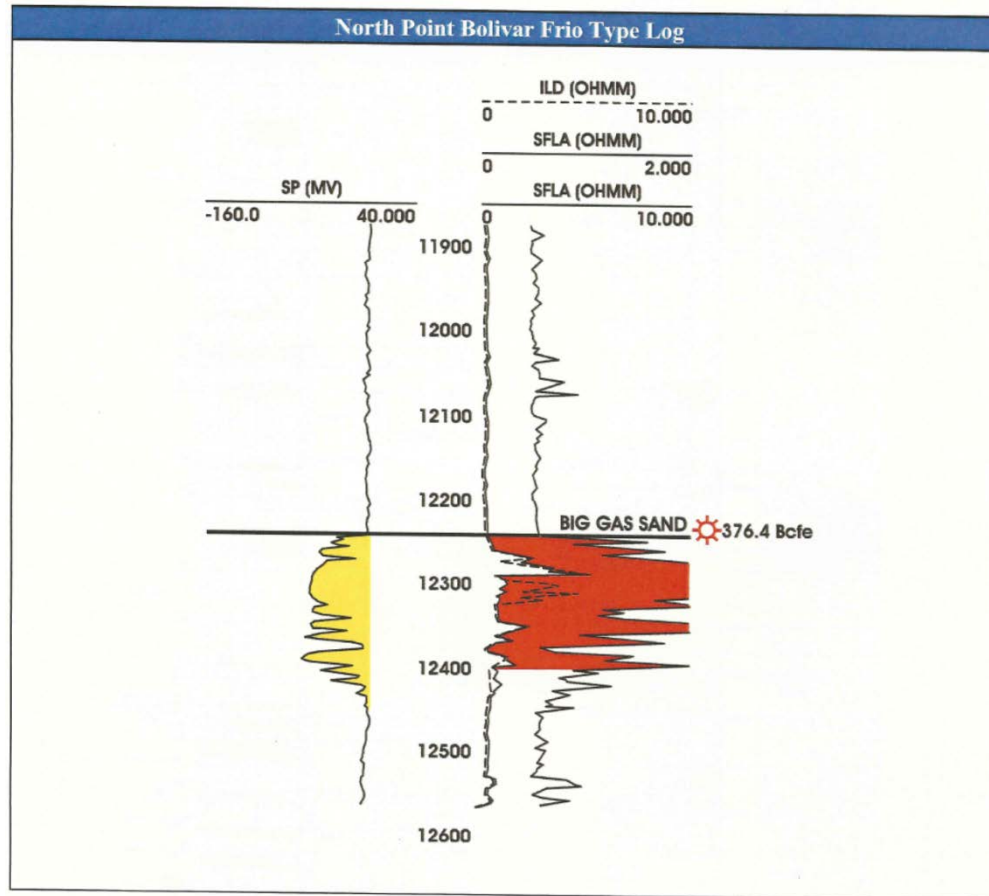 North Point Bolivar Frio Type Log
ILD (OHMM)
0 10.000
SFLA (OHMM)
0 2.000
SP (MV) SFLA (OHMM)
-160.0 40.000 0 10.000
11900
12000
12100
12200
BIG GAS SAND 376.4 Bcfe
12300
12400
12500
12600